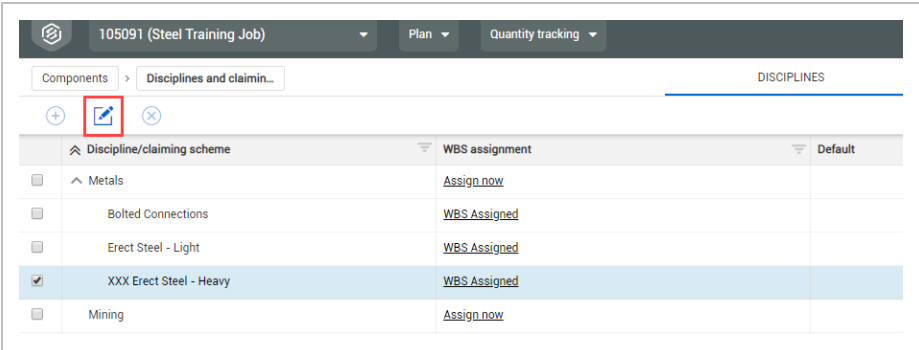 105091 (Steel Training Job) Plan Quantity tracking
Components > Disciplines and claimin... DISCIPLINES
Discipline/claiming scheme WBS assignment Default
Metals Assign now
Bolted Connections WBS Assigned
Erect Steel - Light WBS Assigned
XXX Erect Steel - Heavy WBS Assigned
Mining Assign now